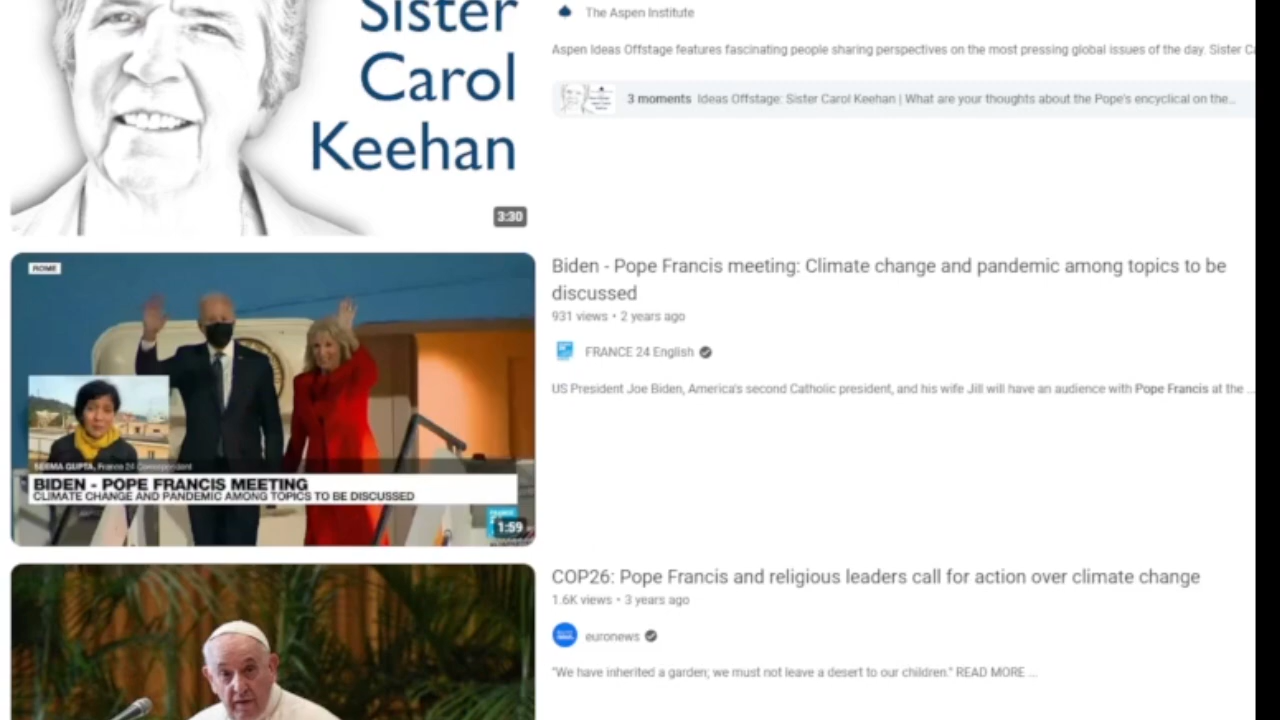 Sister
Carol
Keehan
3:30
The Aspen Institute
Aspen Ideas Offstage features fascinating people sharing perspectives on the most pressing global issues of the day. Sister
3 moments Ideas Offstage: Sister Carol Keehan | What are your thoughts about the Pope's encyclical on the...
ROME
SEEMA GUPTA, France 24 Correspondent
BIDEN - POPE FRANCIS MEETING
CLIMATE CHANGE AND PANDEMIC AMONG TOPICS TO BE DISCUSSED
FRANCE
1:59
Biden - Pope Francis meeting: Climate change and pandemic among topics to be
discussed
931 views • 2 years ago
FRANCE 24 English
US President Joe Biden, America's second Catholic president, and his wife Jill will have an audience with Pope Francis at the ...
COP26: Pope Francis and religious leaders call for action over climate change
1.6K views • 3 years ago
euronews
"We have inherited a garden; we must not leave a desert to our children." READ MORE ...